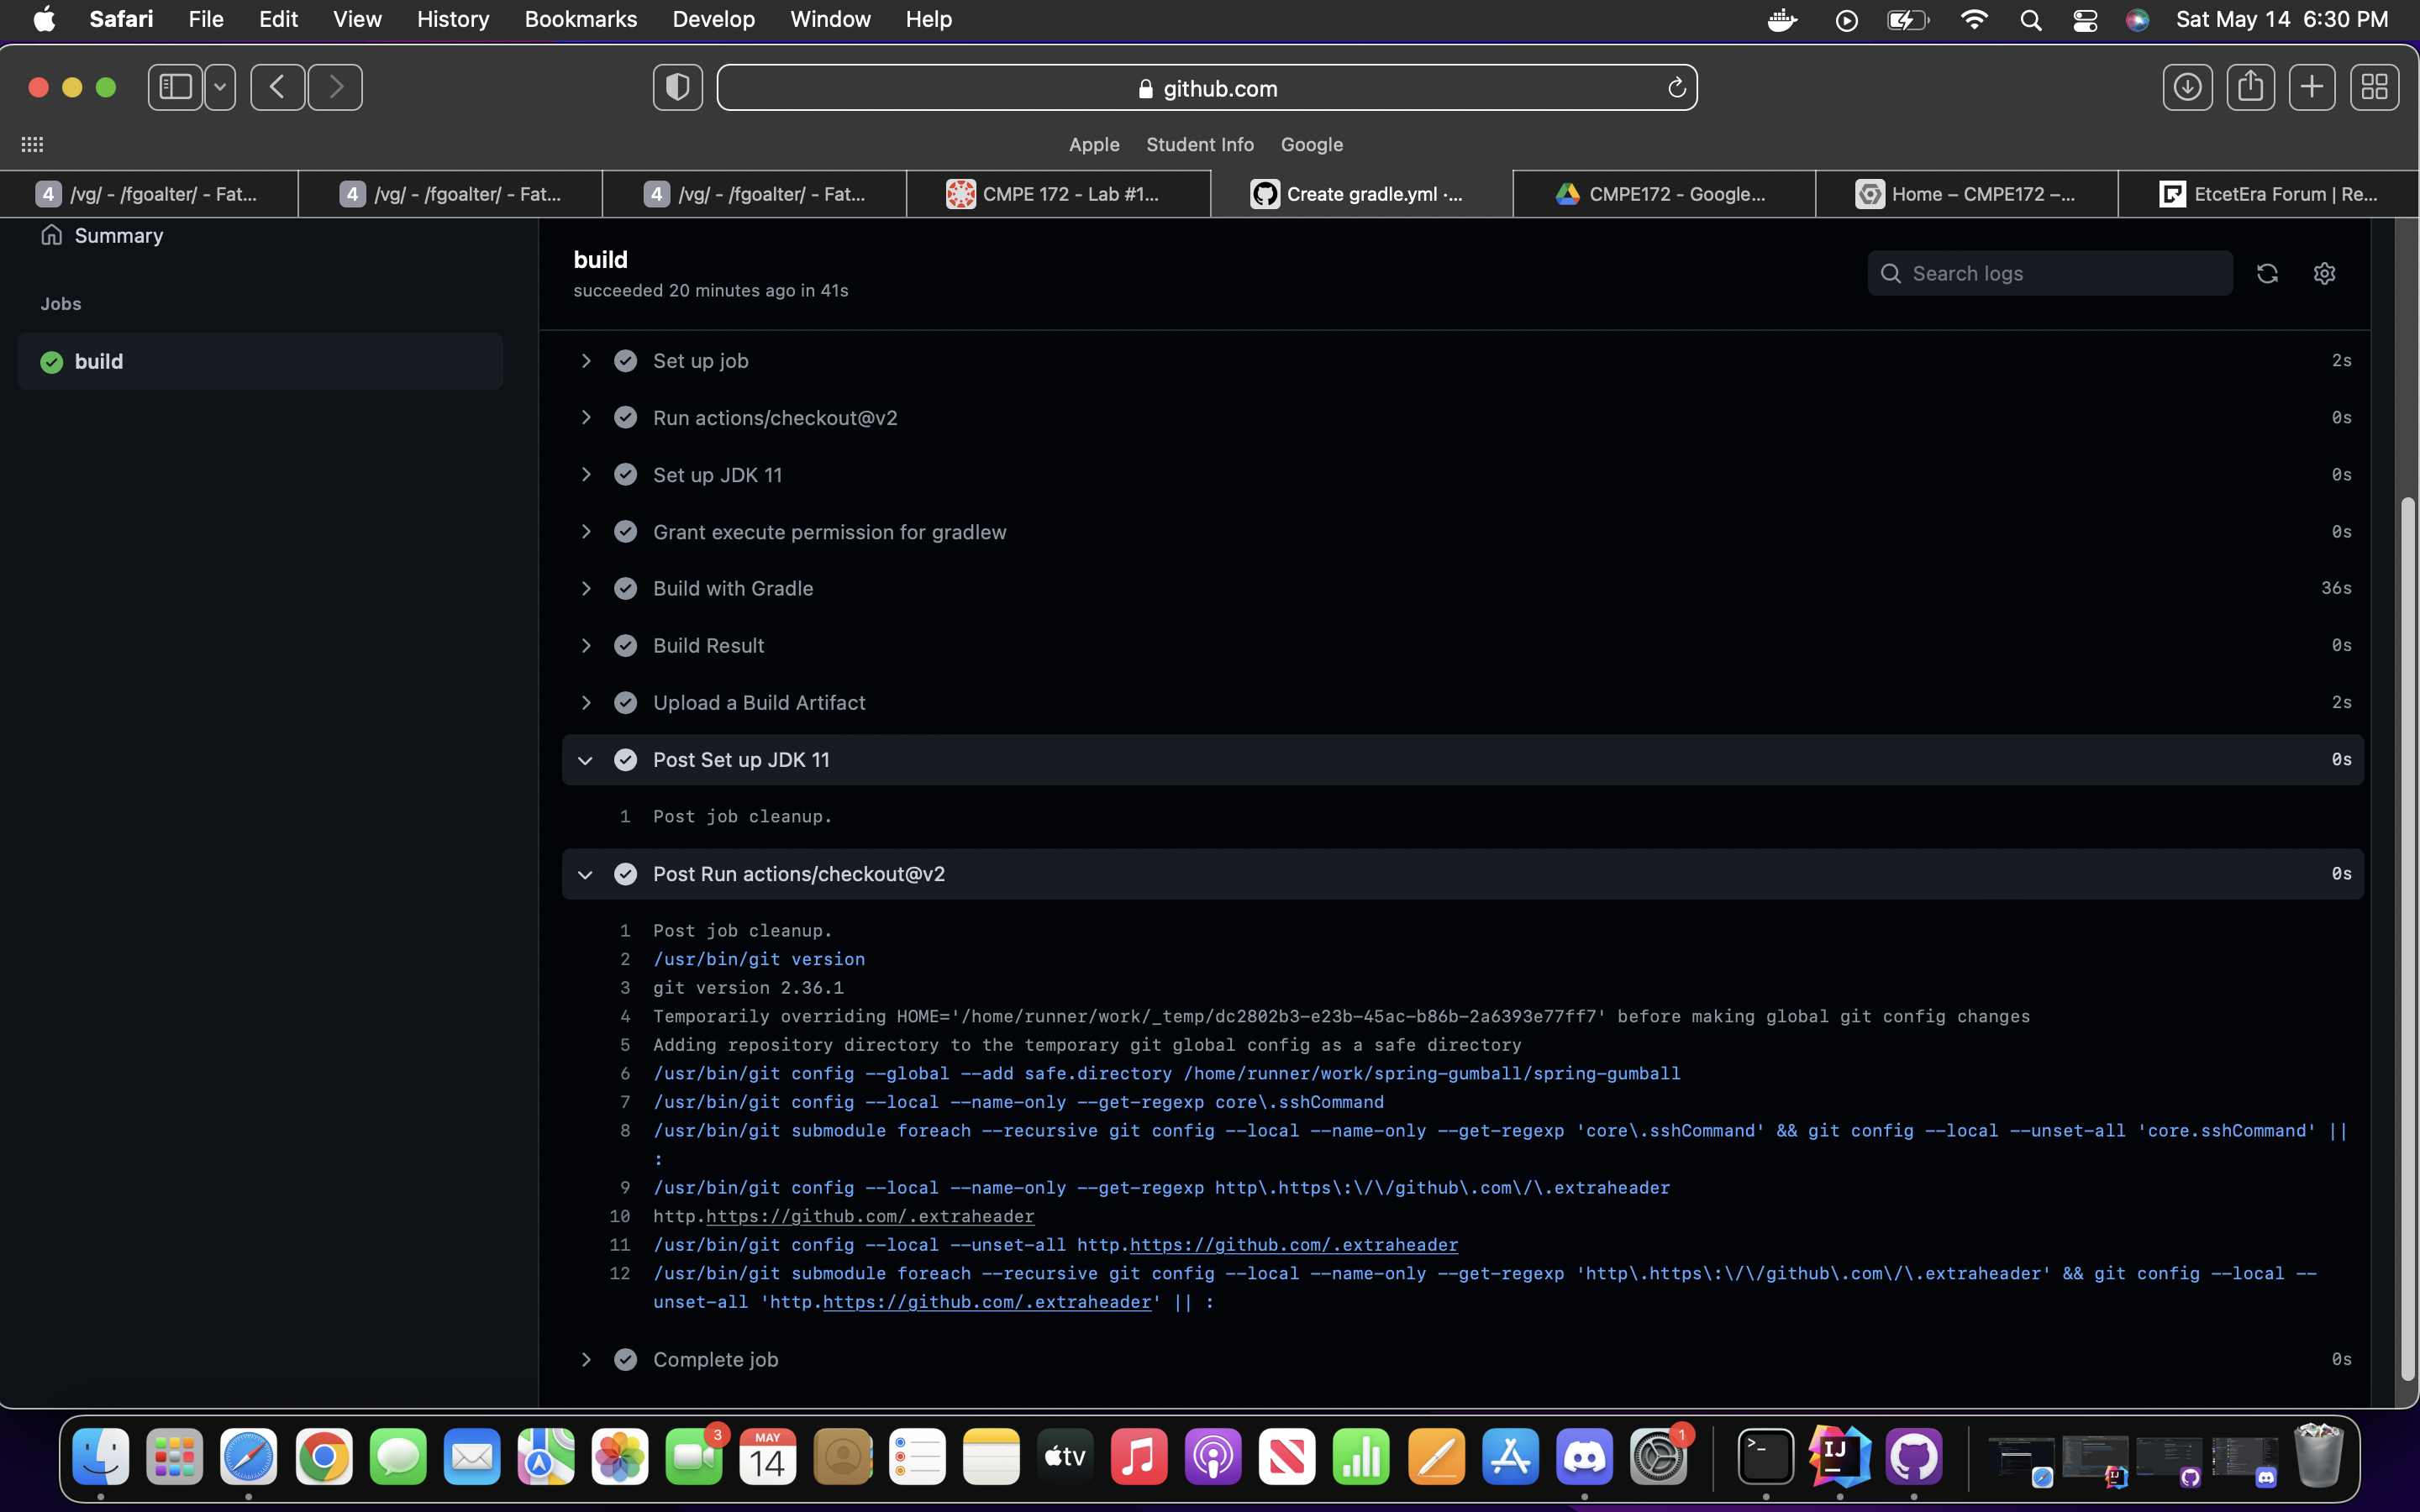 Safari File Edit View History Bookmarks Develop Window Help Sat May 14 6:30 PM
github.com
Apple Student Info Google
4 /vg/ - /fgoalter/ - Fat... 4 /vg/ - /fgoalter/ - Fat... 4 /vg/ - /fgoalter/ - Fat... CMPE 172 - Lab #1... Create gradle.yml ·... CMPE172 - Google... Home – CMPE172 –... EtcetEra Forum | Re...
Summary
Jobs
build
build
succeeded 20 minutes ago in 41s
Search logs
Set up job 2s
Run actions/checkout@v2 0s
Set up JDK 11 0s
Grant execute permission for gradlew 0s
Build with Gradle 36s
Build Result 0s
Upload a Build Artifact 2s
Post Set up JDK 11 0s
1 Post job cleanup.
Post Run actions/checkout@v2 0s
1 Post job cleanup.
2 /usr/bin/git version
3 git version 2.36.1
4 Temporarily overriding HOME='/home/runner/work/_temp/dc2802b3-e23b-45ac-b86b-2a6393e77ff7' before making global git config changes
5 Adding repository directory to the temporary git global config as a safe directory
6 /usr/bin/git config --global --add safe.directory /home/runner/work/spring-gumball/spring-gumball
7 /usr/bin/git config --local --name-only --get-regexp core\.sshCommand
8 /usr/bin/git submodule foreach --recursive git config --local --name-only --get-regexp 'core\.sshCommand' && git config --local --unset-all 'core.sshCommand' ||
:
9 /usr/bin/git config --local --name-only --get-regexp http\.https\:\/\/github\.com\/\.extraheader
10 http.https://github.com/.extraheader
11 /usr/bin/git config --local --unset-all http.https://github.com/.extraheader
12 /usr/bin/git submodule foreach --recursive git config --local --name-only --get-regexp 'http\.https\:\/\/github\.com\/\.extraheader' && git config --local --
unset-all 'http.https://github.com/.extraheader' || :
Complete job 0s
3 MAY 14 tv 1 >_ IJ